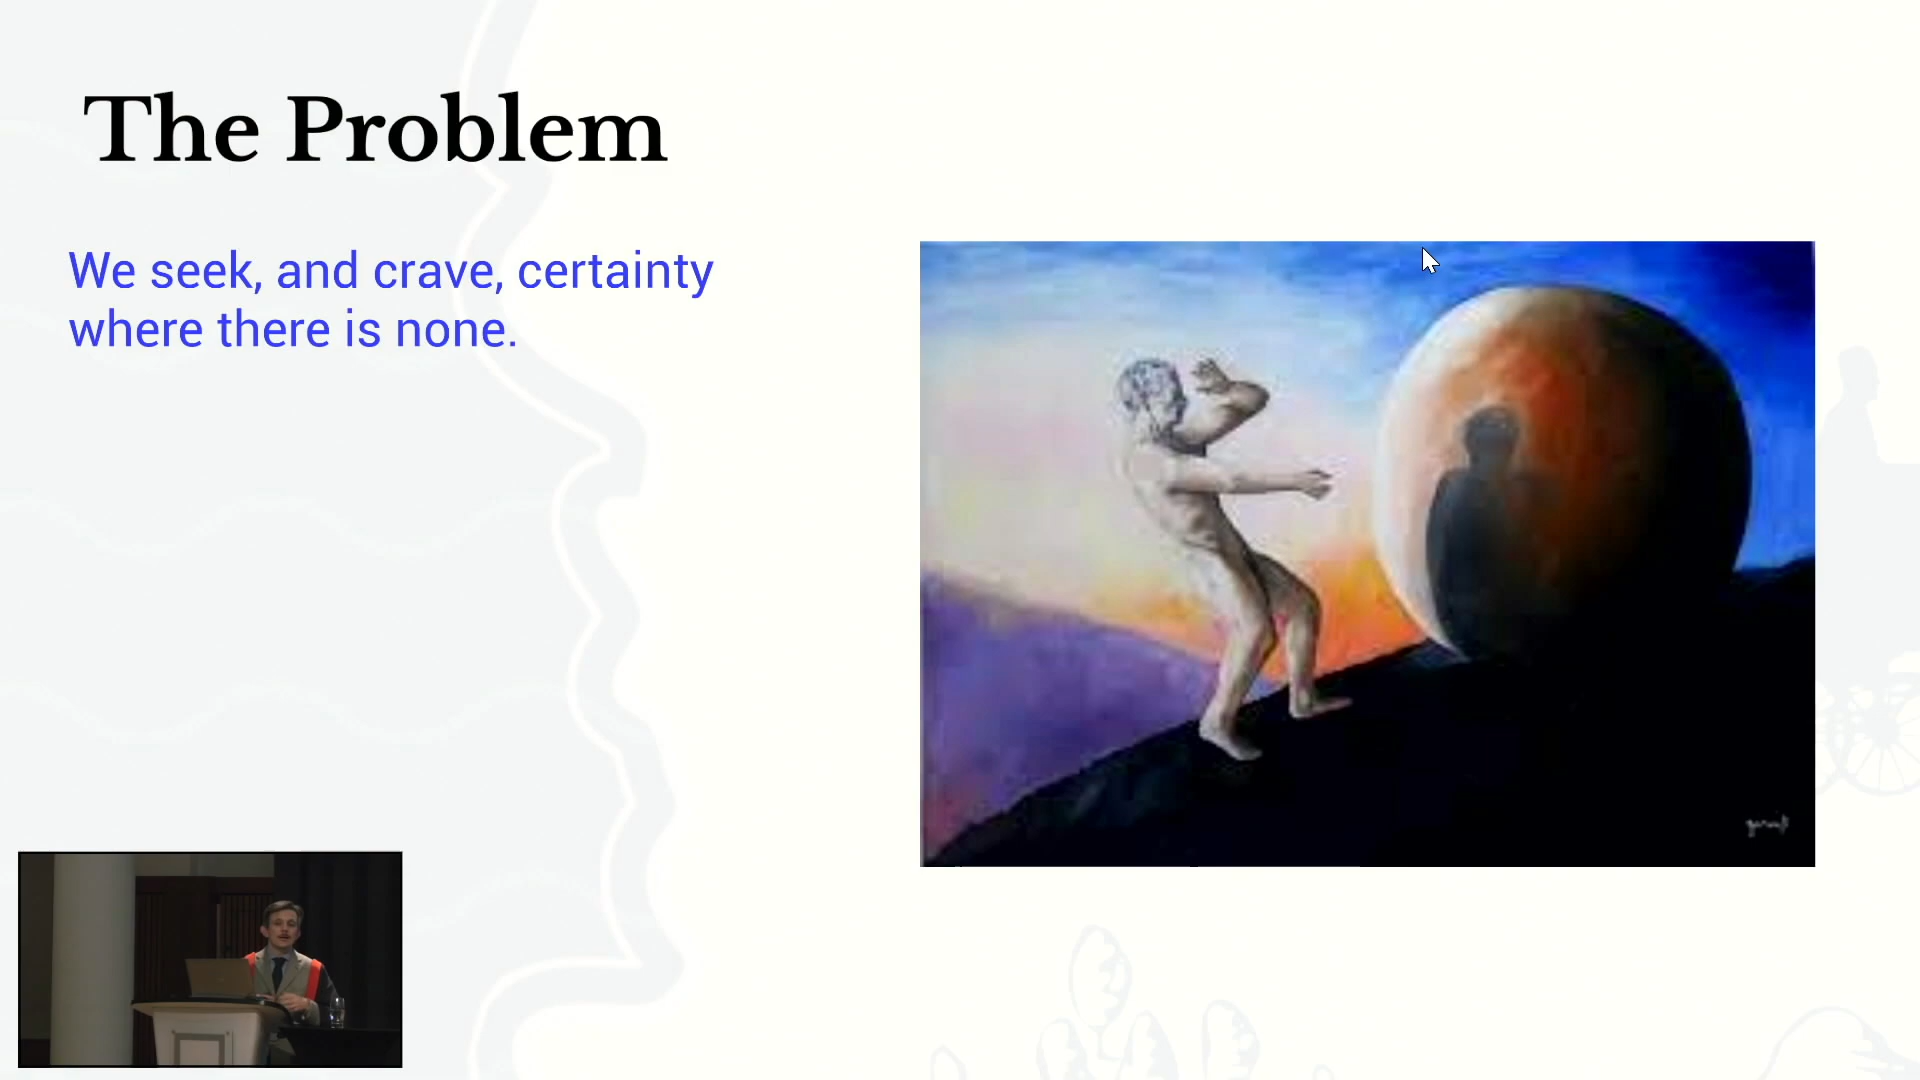 The Problem
We seek, and crave, certainty
where there is none.